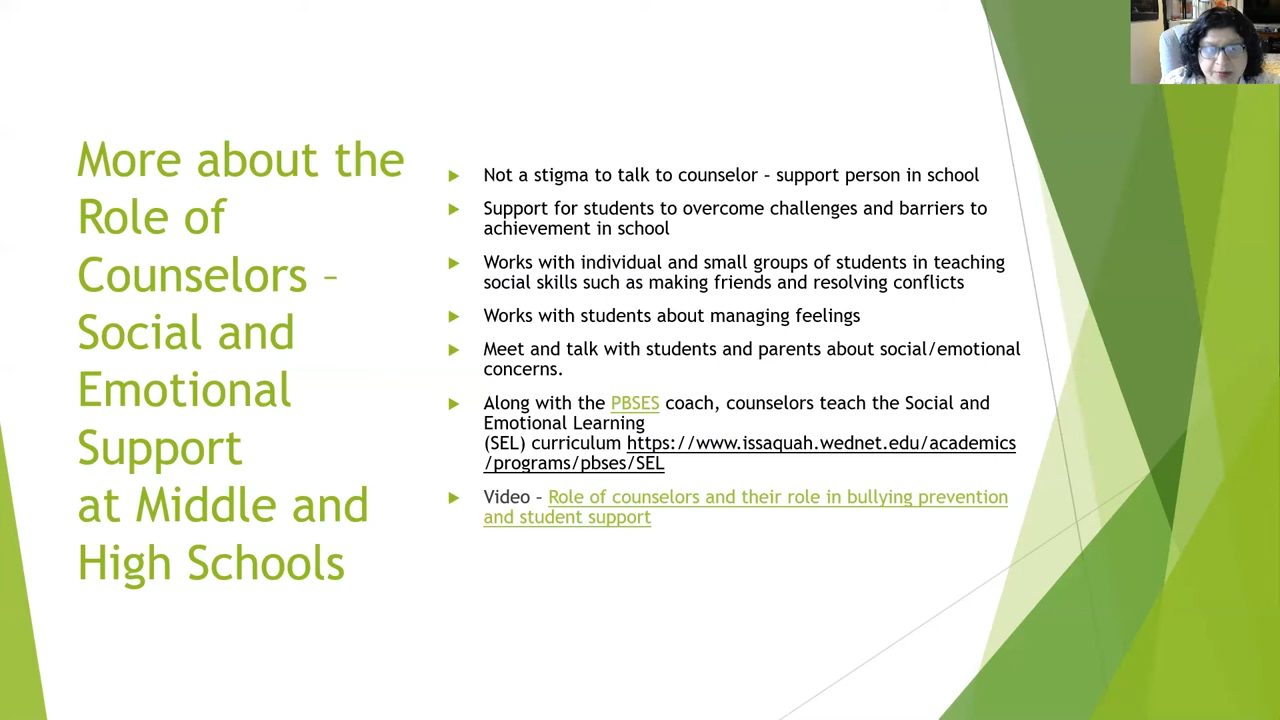 More about the
Role of
Counselors –
Social and
Emotional
Support
at Middle and
High Schools
Not a stigma to talk to counselor – support person in school
Support for students to overcome challenges and barriers to
achievement in school
Works with individual and small groups of students in teaching
social skills such as making friends and resolving conflicts
Works with students about managing feelings
Meet and talk with students and parents about social/emotional
concerns.
Along with the PBSES coach, counselors teach the Social and
Emotional Learning
(SEL) curriculum https://www.issaquah.wednet.edu/academics
/programs/pbses/SEL
Video – Role of counselors and their role in bullying prevention
and student support